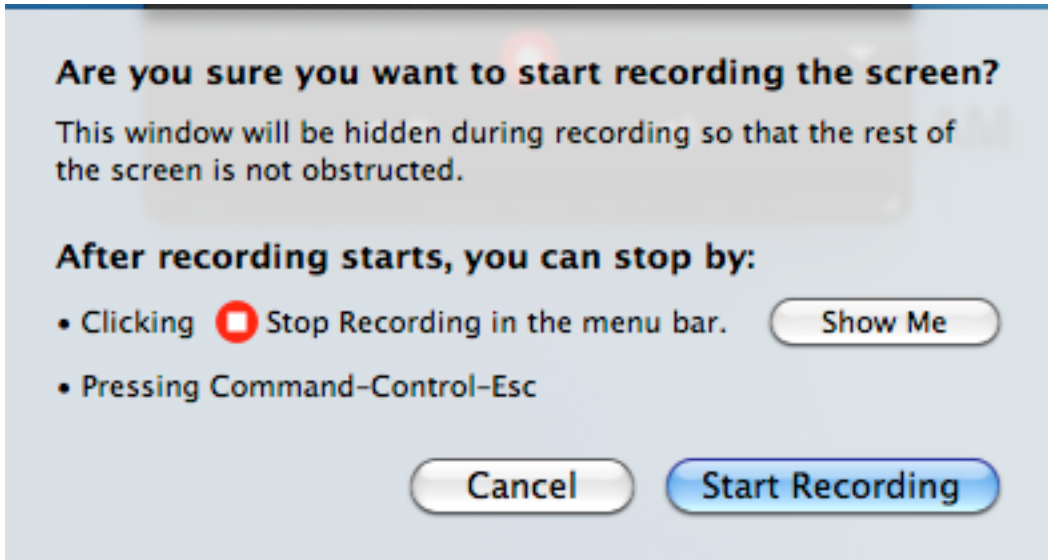 Are you sure you want to start recording the screen?
This window will be hidden during recording so that the rest of
the screen is not obstructed.
After recording starts, you can stop by:
• Clicking Stop Recording in the menu bar. Show Me
• Pressing Command-Control-Esc
Cancel Start Recording